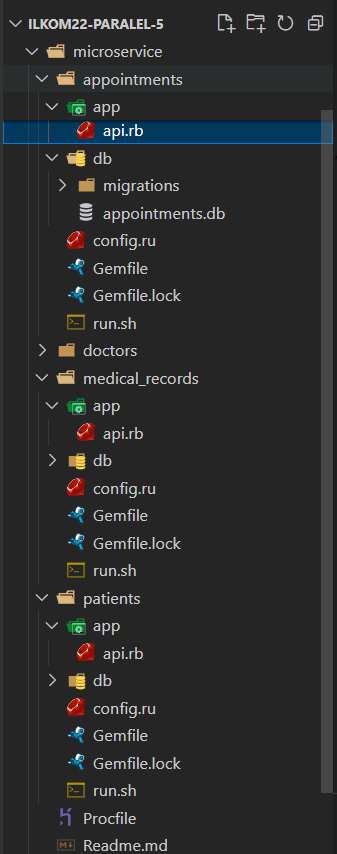 ILKOM22-PARALEL-5
microservice
appointments
app
api.rb
db
migrations
appointments.db
config.ru
Gemfile
Gemfile.lock
run.sh
doctors
medical_records
app
api.rb
db
config.ru
Gemfile
Gemfile.lock
run.sh
patients
app
api.rb
db
config.ru
Gemfile
Gemfile.lock
run.sh
Procfile
Readme.md